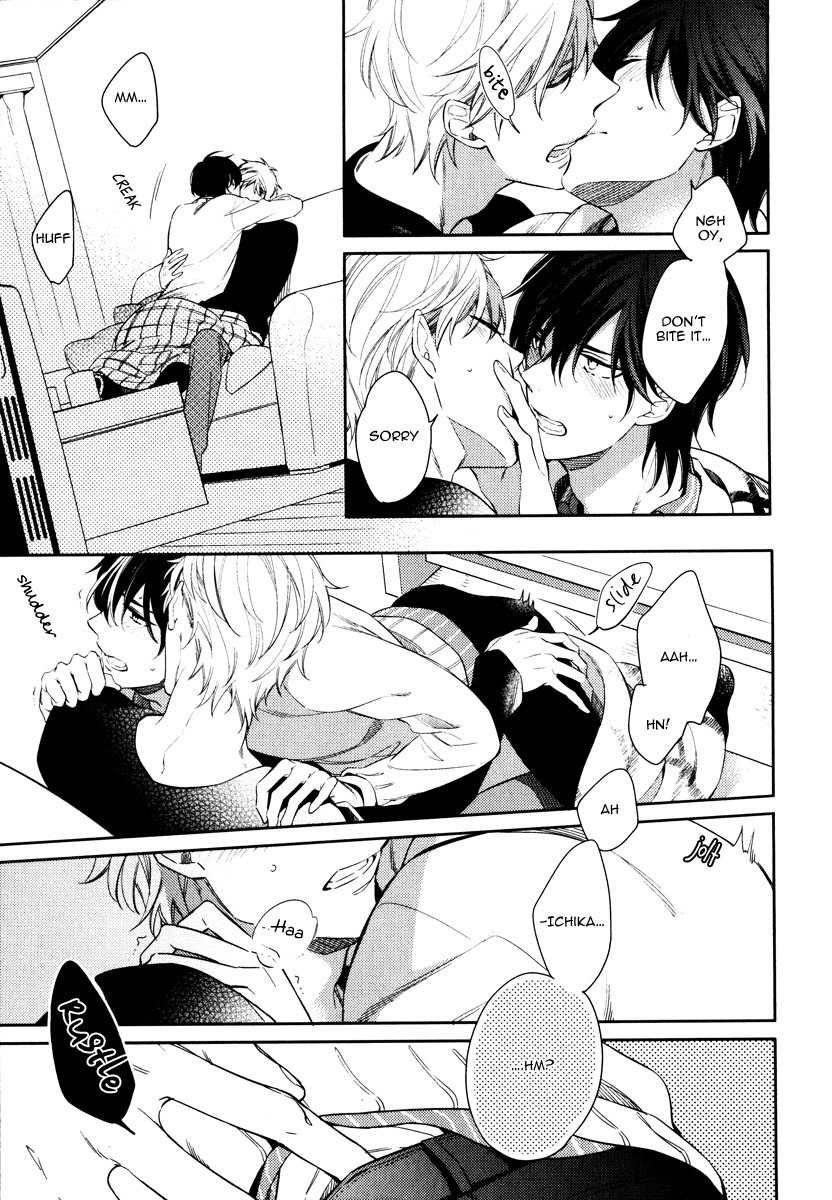 bite
NGH
OY,
DON'T
BITE IT...
SORRY
MM...
CREAK
HUFF
slide
AAH...
HN!
shudder
AH
jolt
-ICHIKA...
Haa
....HM?
Rustle